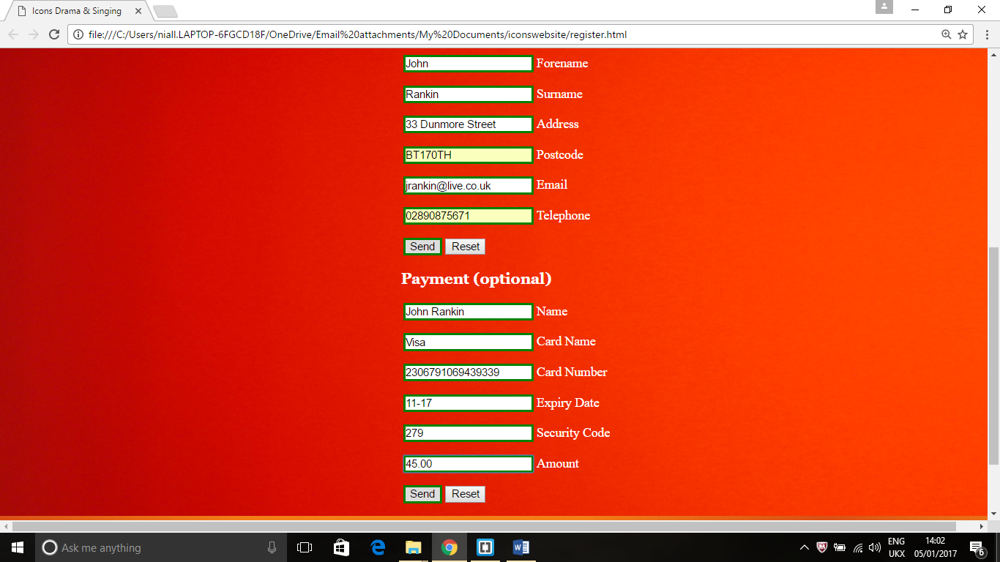 Icons Drama & Singing
file:///C:/Users/niall.LAPTOP-6FGCD18F/OneDrive/Email%20attachments/My%20Documents/iconswebsite/register.html
John Forename
Rankin Surname
33 Dunmore Street Address
BT170TH Postcode
jrankin@live.co.uk Email
02890875671 Telephone
Send Reset
Payment (optional)
John Rankin Name
Visa Card Name
2306791069439339 Card Number
11-17 Expiry Date
279 Security Code
45.00 Amount
Send Reset
Ask me anything
ENG 14:02
UKX 05/01/2017 6